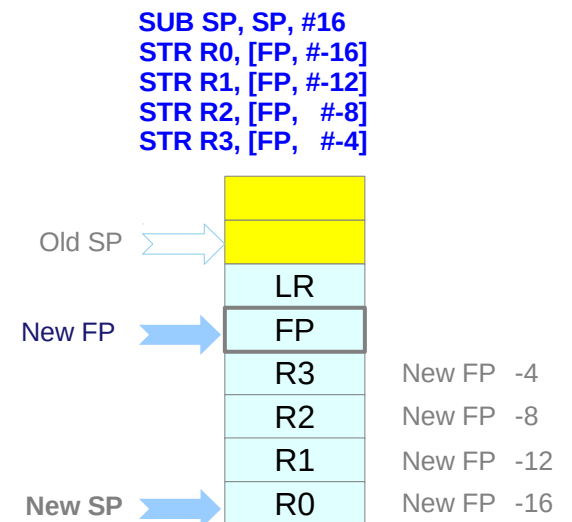 SUB SP, SP, #16
STR R0, [FP, #-16]
STR R1, [FP, #-12]
STR R2, [FP, #-8]
STR R3, [FP, #-4]
Old SP
LR
New FP FP
R3 New FP -4
R2 New FP -8
R1 New FP -12
New SP R0 New FP -16